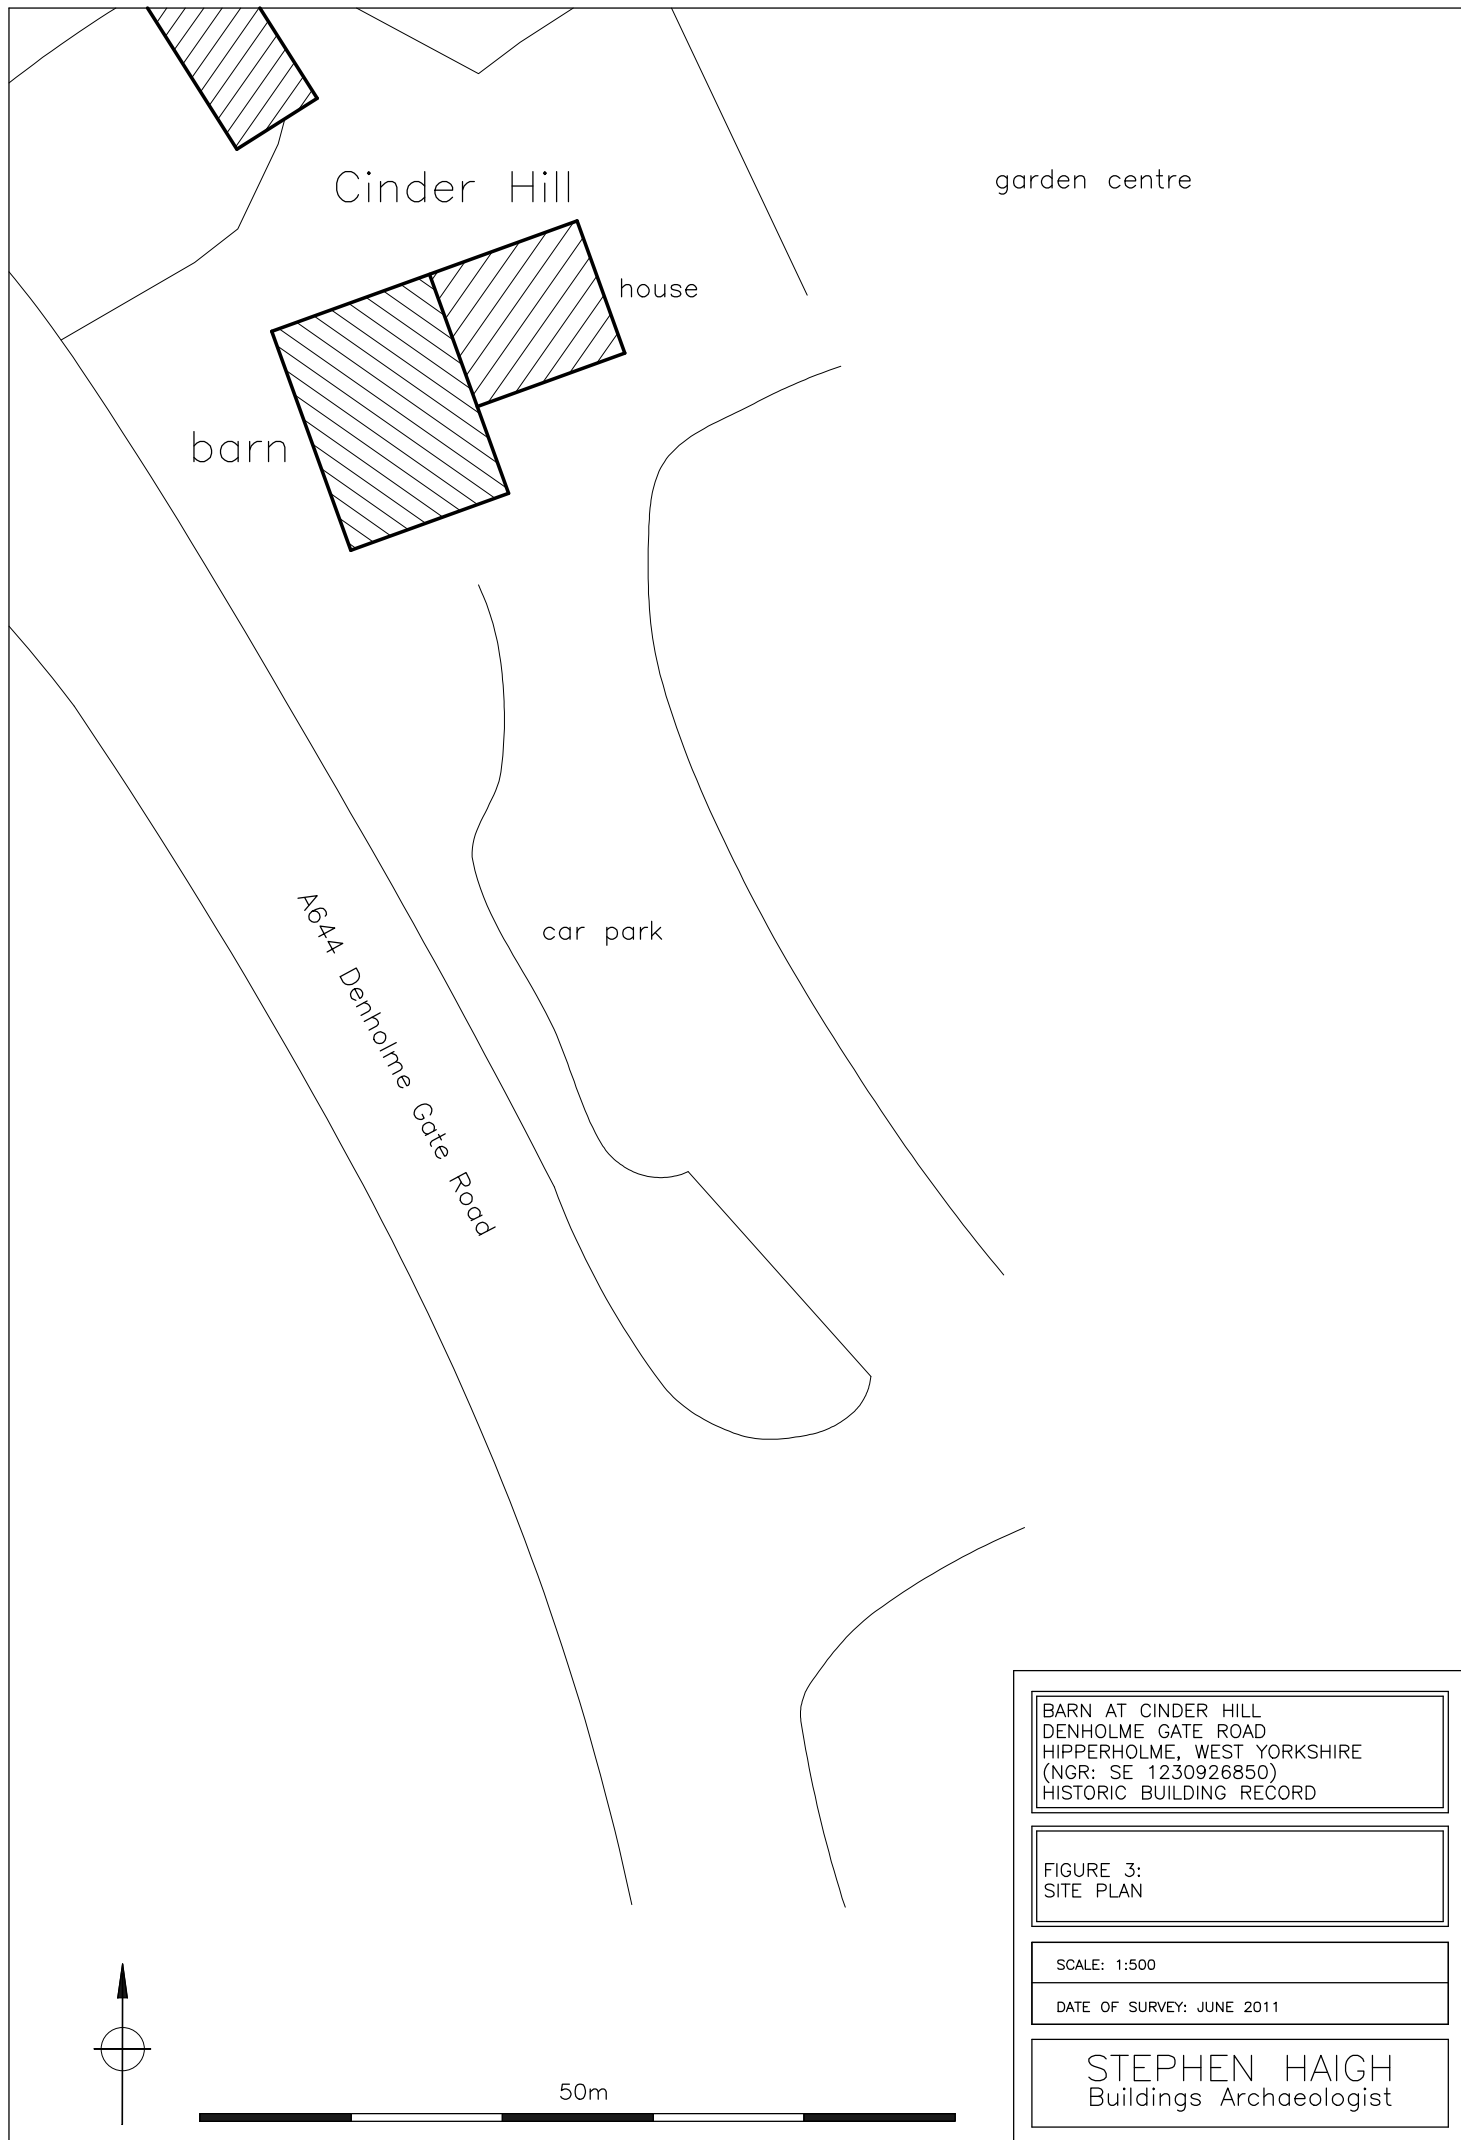 Cinder Hill
garden centre
house
barn
car park
A644 Denholme Gate Road
BARN AT CINDER HILL
DENHOLME GATE ROAD
HIPPERHOLME, WEST YORKSHIRE
(NGR: SE 1230926850)
HISTORIC BUILDING RECORD
FIGURE 3:
SITE PLAN
SCALE: 1:500
DATE OF SURVEY: JUNE 2011
STEPHEN HAIGH
Buildings Archaeologist
50m